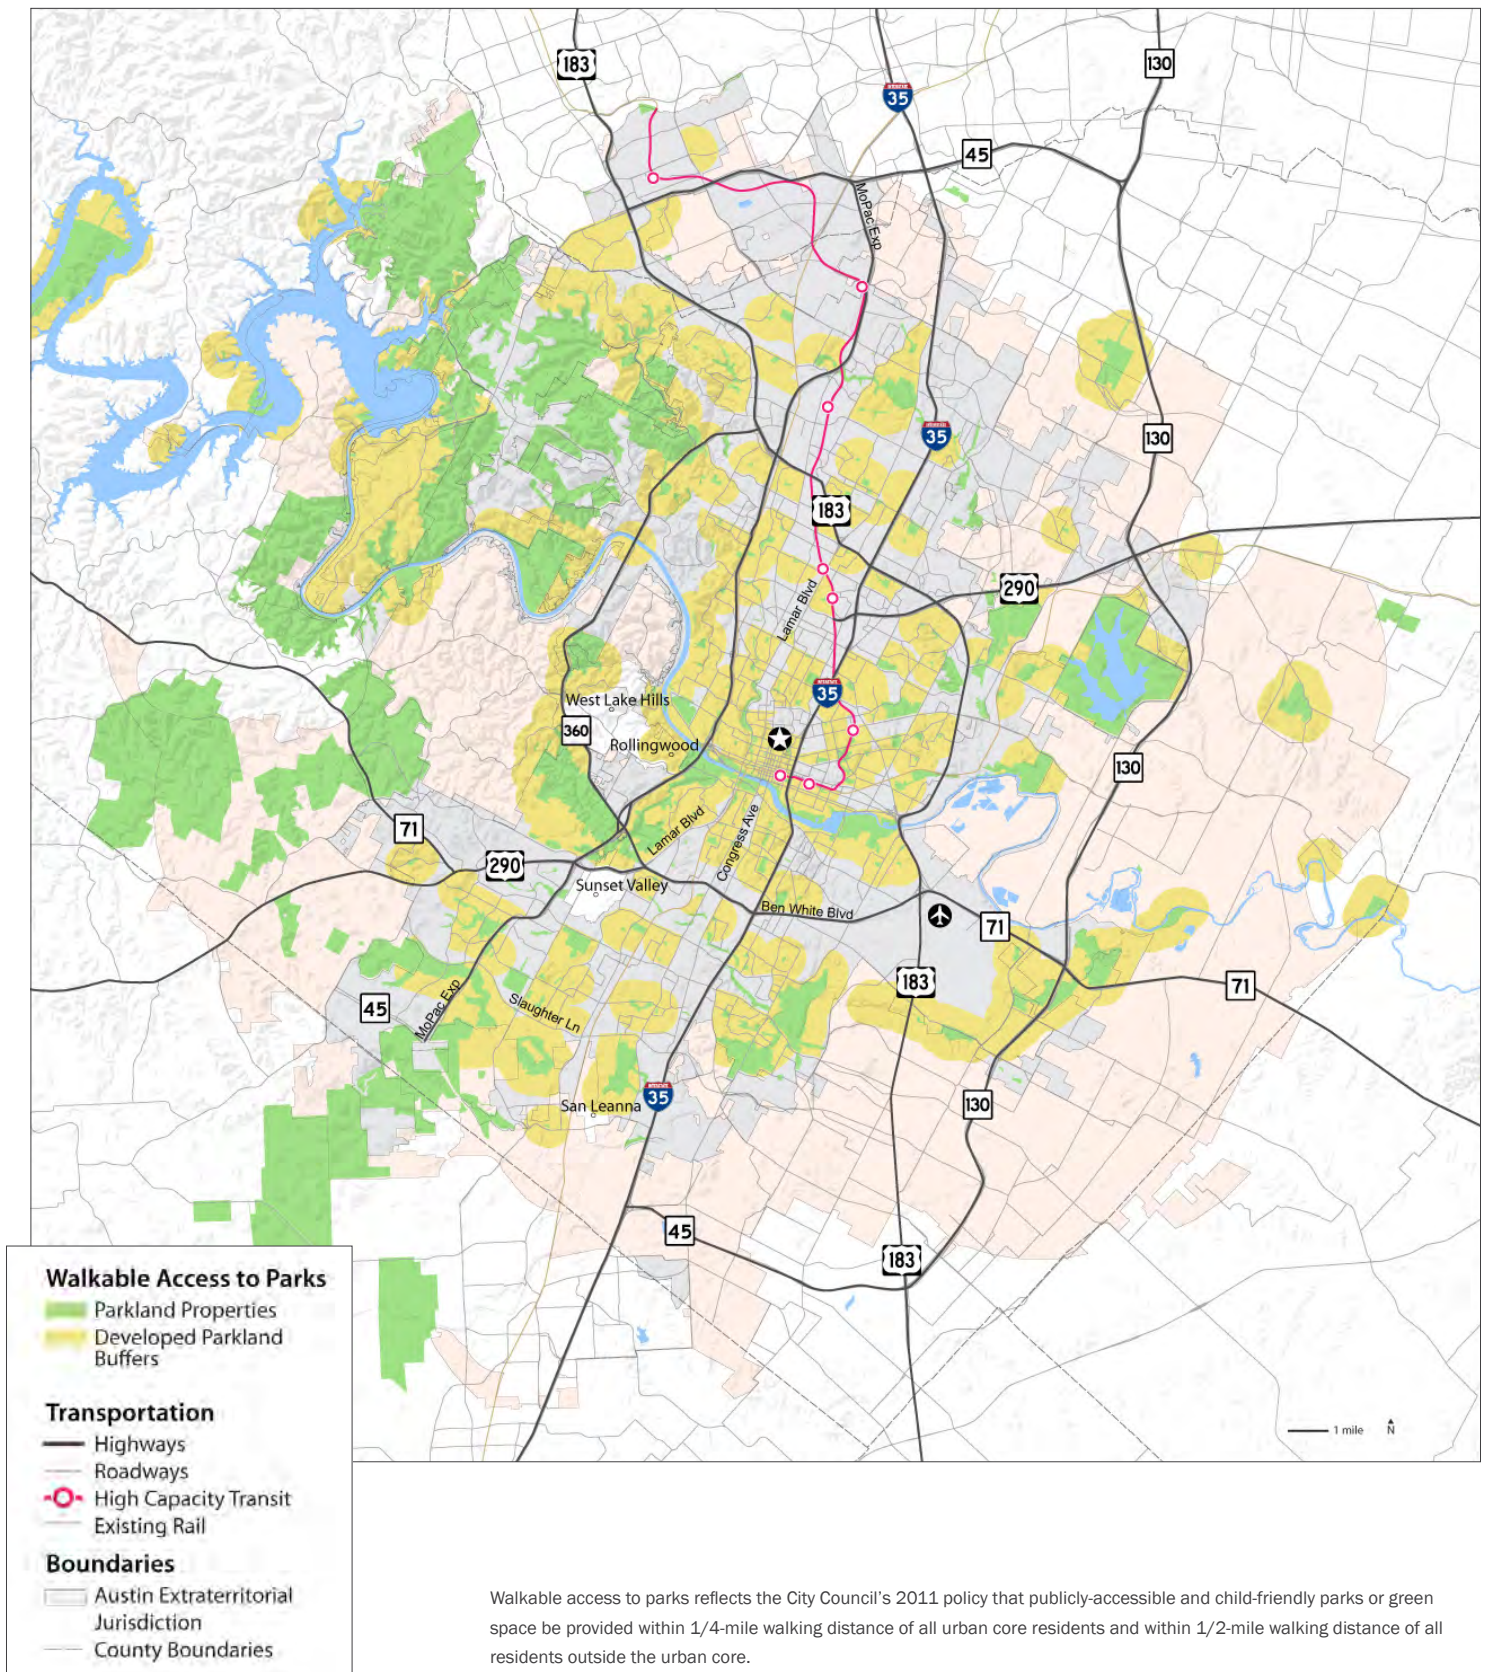 183
35
130
45
MoPac Exp
35
130
183
290
Lamar Blvd
35
West Lake Hills
360
Rollingwood
130
Lamar Blvd
Congress Ave
71
290
Sunset Valley
Ben White Blvd
71
183
71
45
MoPac Exp
Slaughter Ln
35
San Leanna
130
45
183
1 mile
N
Walkable Access to Parks
Parkland Properties
Developed Parkland
Buffers
Transportation
Highways
Roadways
High Capacity Transit
Existing Rail
Boundaries
Austin Extraterritorial
Jurisdiction
County Boundaries
Walkable access to parks reflects the City Council's 2011 policy that publicly-accessible and child-friendly parks or green
space be provided within 1/4-mile walking distance of all urban core residents and within 1/2-mile walking distance of all
residents outside the urban core.